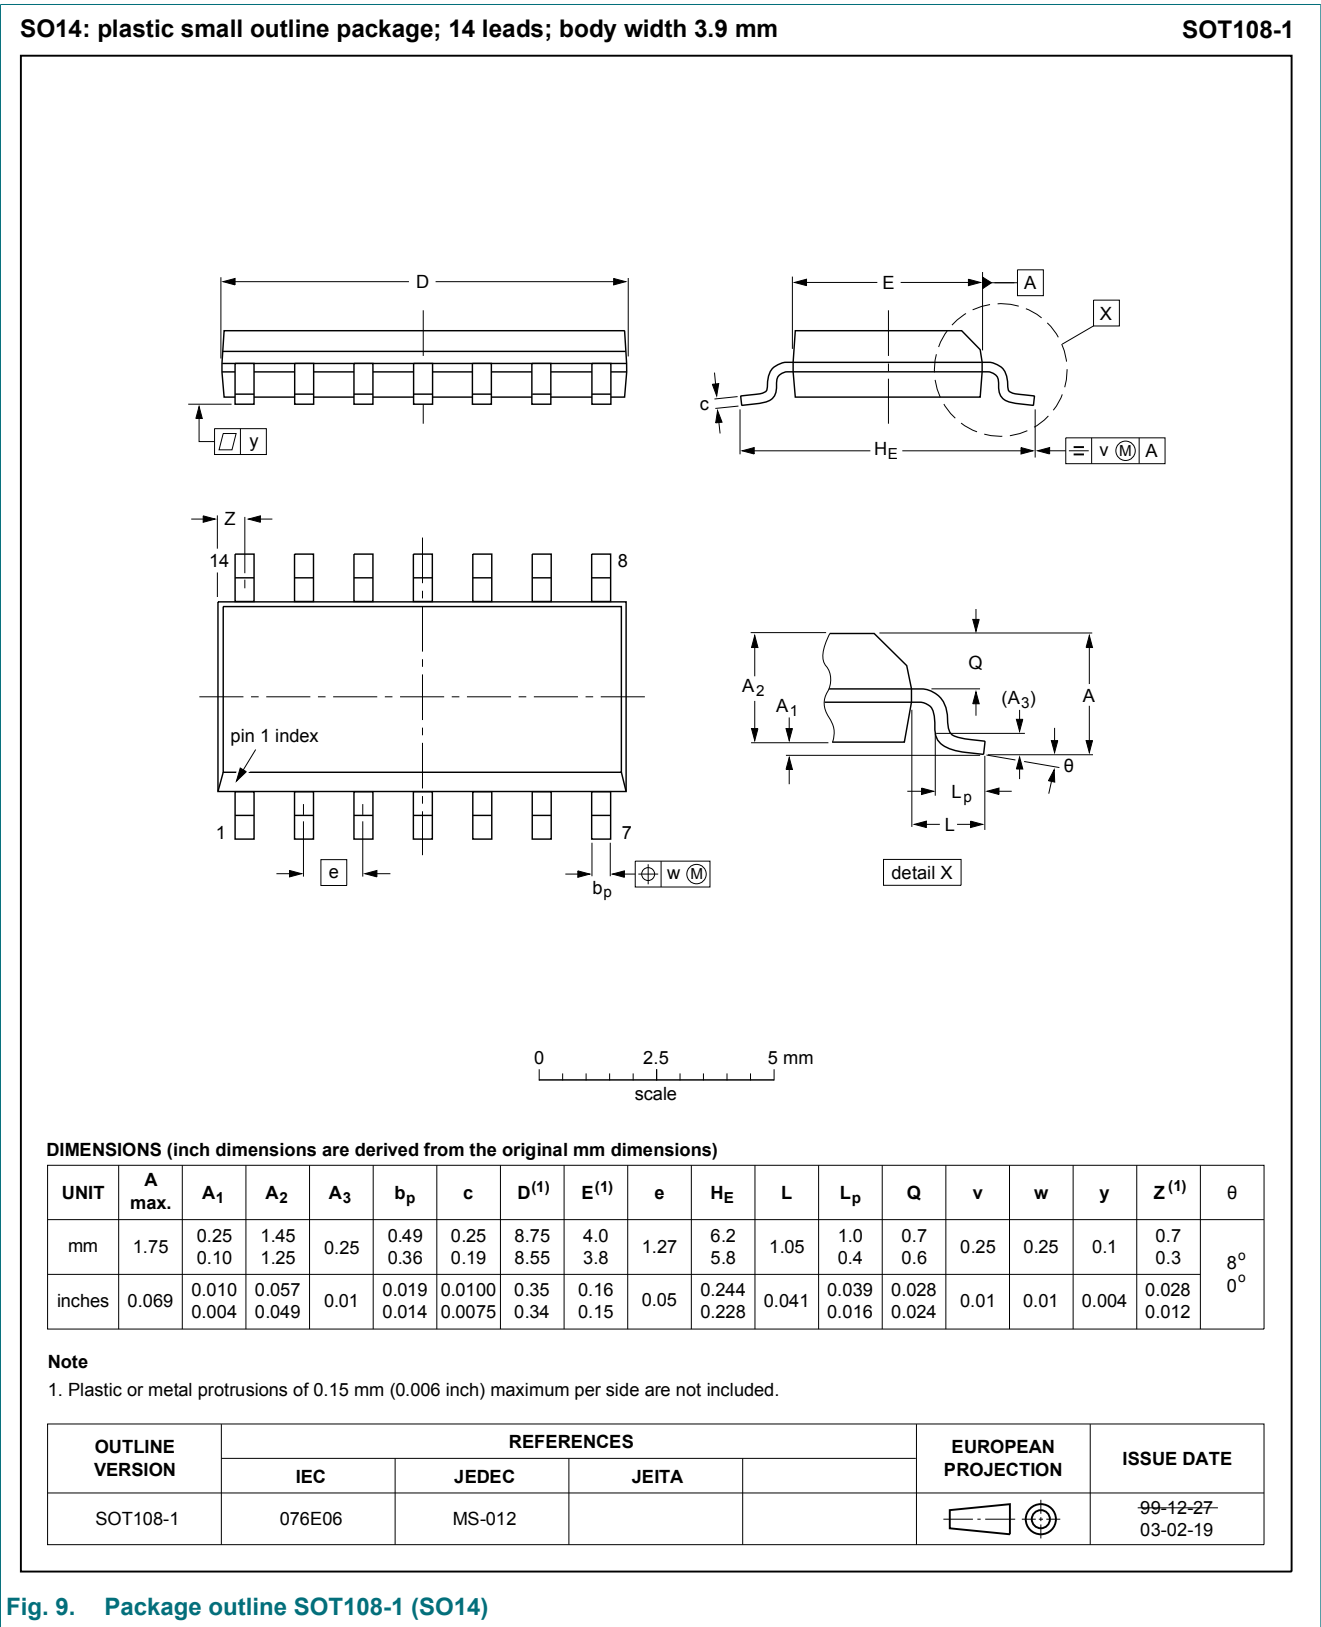 SO14: plastic small outline package; 14 leads; body width 3.9 mm SOT108-1
D
E A
X
c
y
HE v M A
Z
14 8
Q
A2 (A3)
A1 A
pin 1 index
θ
Lp
1 7 L
e w M detail X
bp
0 2.5 5 mm
scale
DIMENSIONS (inch dimensions are derived from the original mm dimensions)
UNIT A max. A1 A2 A3 bp c D(1) E(1) e HE L Lp Q v w y Z(1) θ
mm 1.75 0.25 0.10 1.45 1.25 0.25 0.49 0.36 0.25 0.19 8.75 8.55 4.0 3.8 1.27 6.2 5.8 1.05 1.0 0.4 0.7 0.6 0.25 0.25 0.1 0.7 0.3 8° 0°
inches 0.069 0.010 0.004 0.057 0.049 0.01 0.019 0.014 0.0100 0.0075 0.35 0.34 0.16 0.15 0.05 0.244 0.228 0.041 0.039 0.016 0.028 0.024 0.01 0.01 0.004 0.028 0.012
Note
1. Plastic or metal protrusions of 0.15 mm (0.006 inch) maximum per side are not included.
OUTLINE VERSION REFERENCES EUROPEAN PROJECTION ISSUE DATE
IEC JEDEC JEITA
SOT108-1 076E06 MS-012 99-12-27
03-02-19
Fig. 9. Package outline SOT108-1 (SO14)